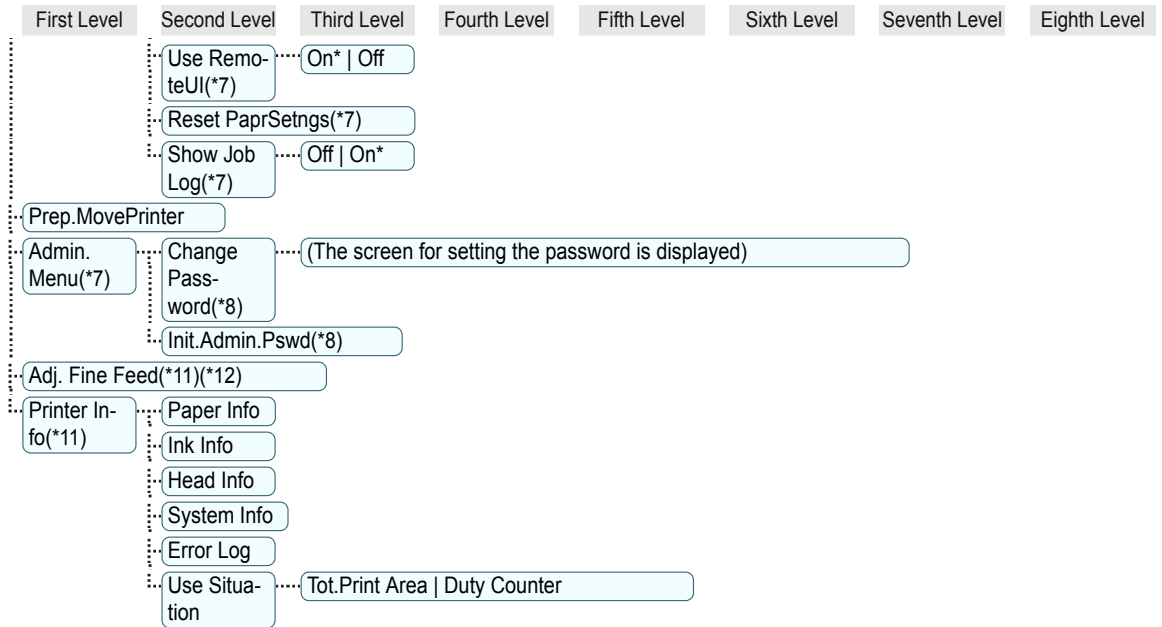 First Level Second Level Third Level Fourth Level Fifth Level Sixth Level Seventh Level Eighth Level
Use Remo- On* | Off
teUI(*7)
Reset PaprSetngs(*7)
Show Job Off | On*
Log(*7)
Prep.MovePrinter
Admin. Change (The screen for setting the password is displayed)
Menu(*7) Pass-
word(*8)
Init.Admin.Pswd(*8)
Adj. Fine Feed(*11)(*12)
Printer In- Paper Info
fo(*11)
Ink Info
Head Info
System Info
Error Log
Use Situa- Tot.Print Area | Duty Counter
tion